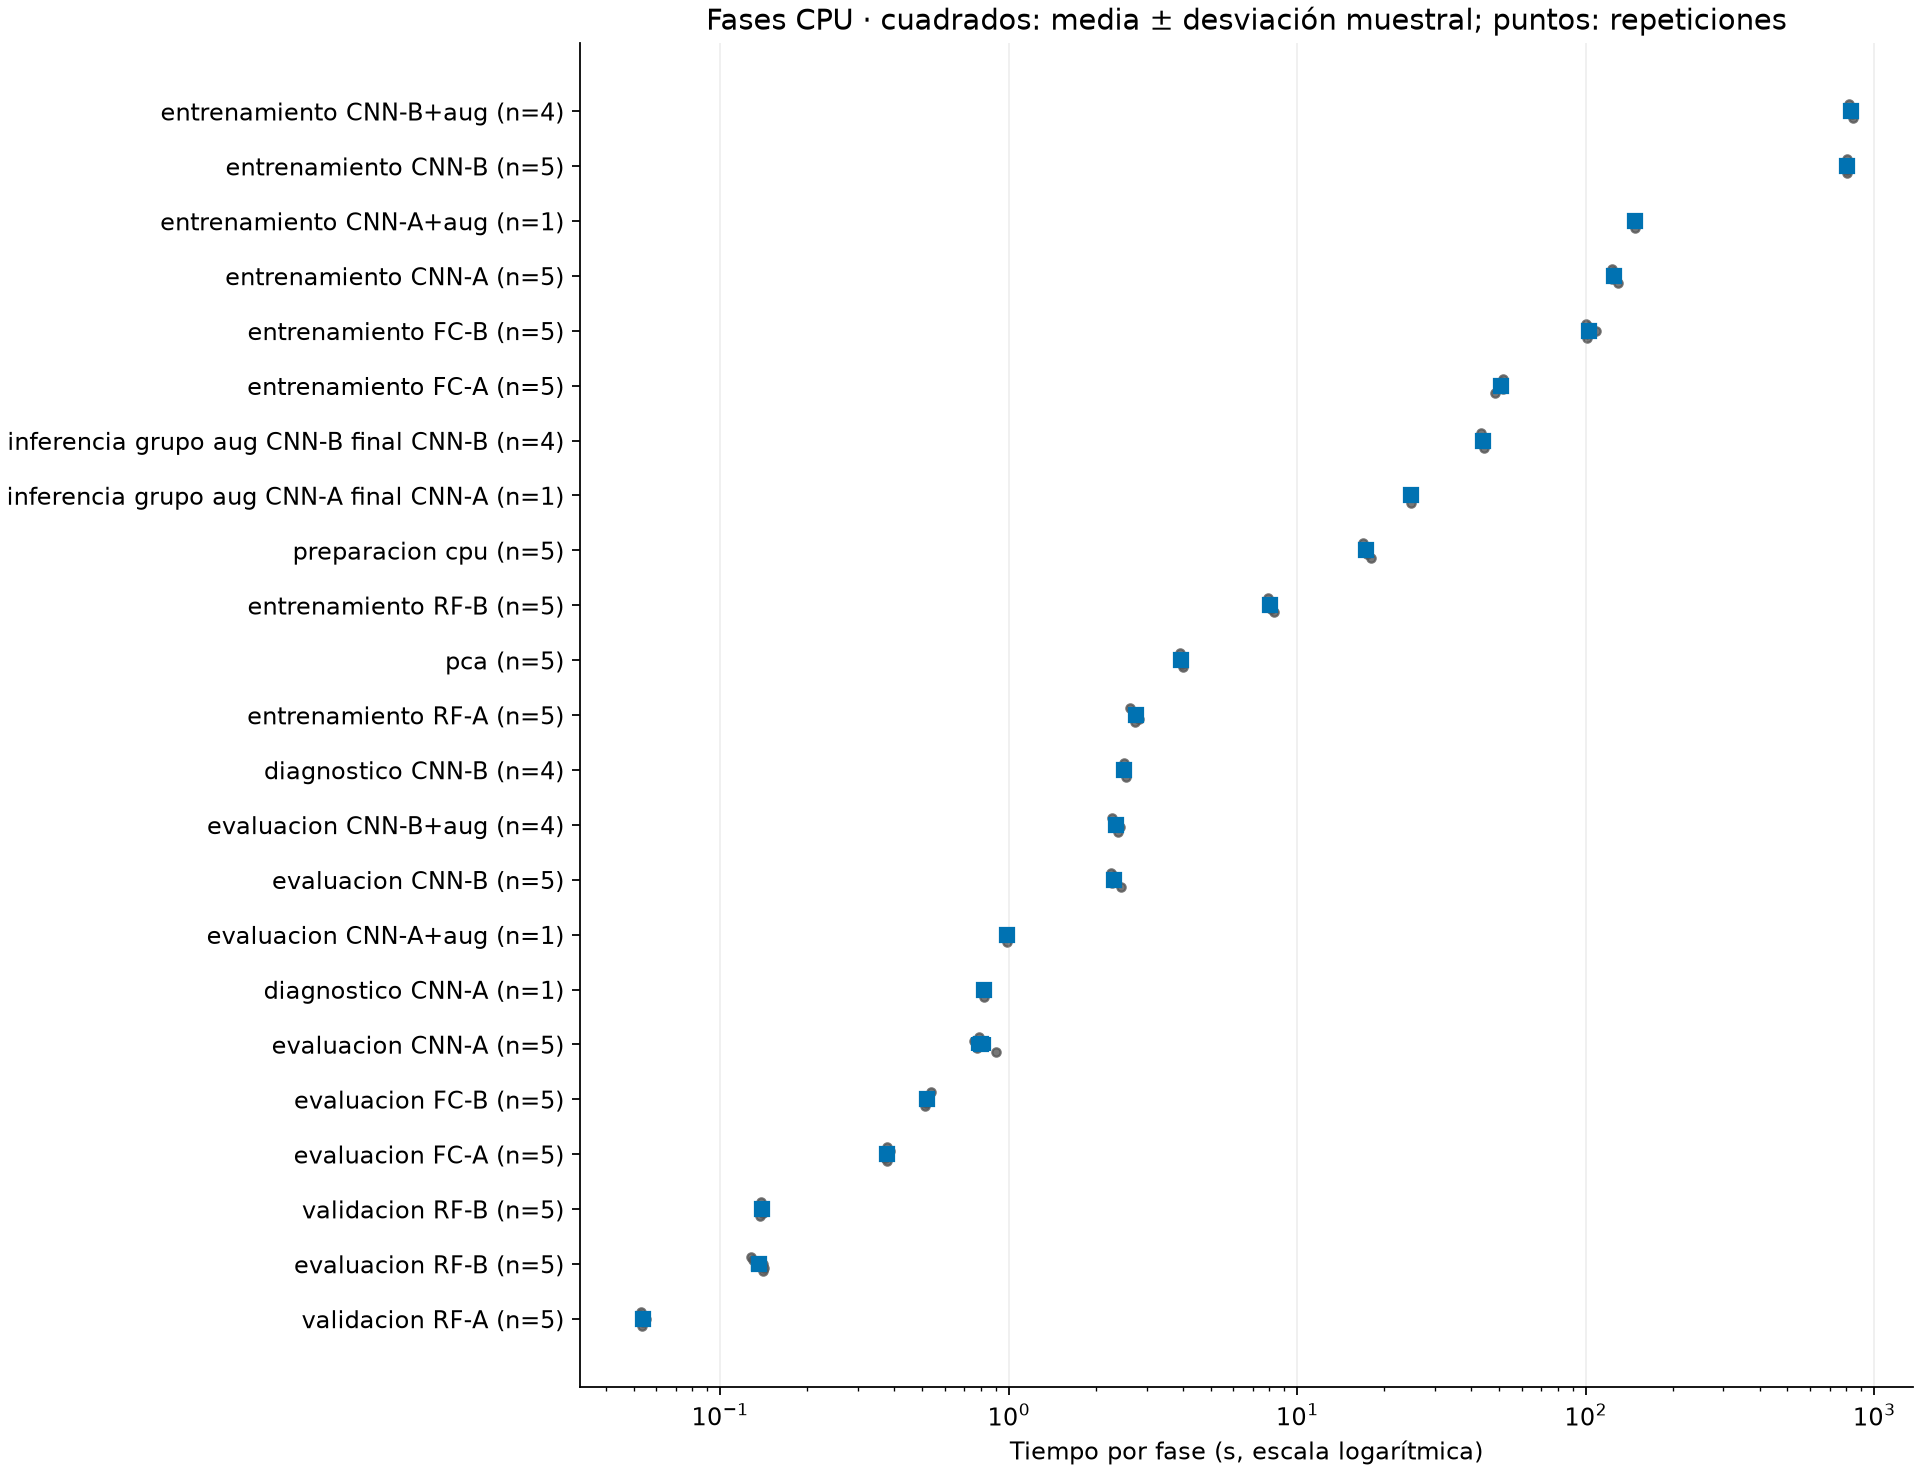 Fases CPU · cuadrados: media ± desviación muestral; puntos: repeticiones
entrenamiento CNN-B+aug (n=4)
entrenamiento CNN-B (n=5)
entrenamiento CNN-A+aug (n=1)
entrenamiento CNN-A (n=5)
entrenamiento FC-B (n=5)
entrenamiento FC-A (n=5)
inferencia grupo aug CNN-B final CNN-B (n=4)
inferencia grupo aug CNN-A final CNN-A (n=1)
preparacion cpu (n=5)
entrenamiento RF-B (n=5)
pca (n=5)
entrenamiento RF-A (n=5)
diagnostico CNN-B (n=4)
evaluacion CNN-B+aug (n=4)
evaluacion CNN-B (n=5)
evaluacion CNN-A+aug (n=1)
diagnostico CNN-A (n=1)
evaluacion CNN-A (n=5)
evaluacion FC-B (n=5)
evaluacion FC-A (n=5)
validacion RF-B (n=5)
evaluacion RF-B (n=5)
validacion RF-A (n=5)
10⁻¹ 10⁰ 10¹ 10² 10³
Tiempo por fase (s, escala logarítmica)